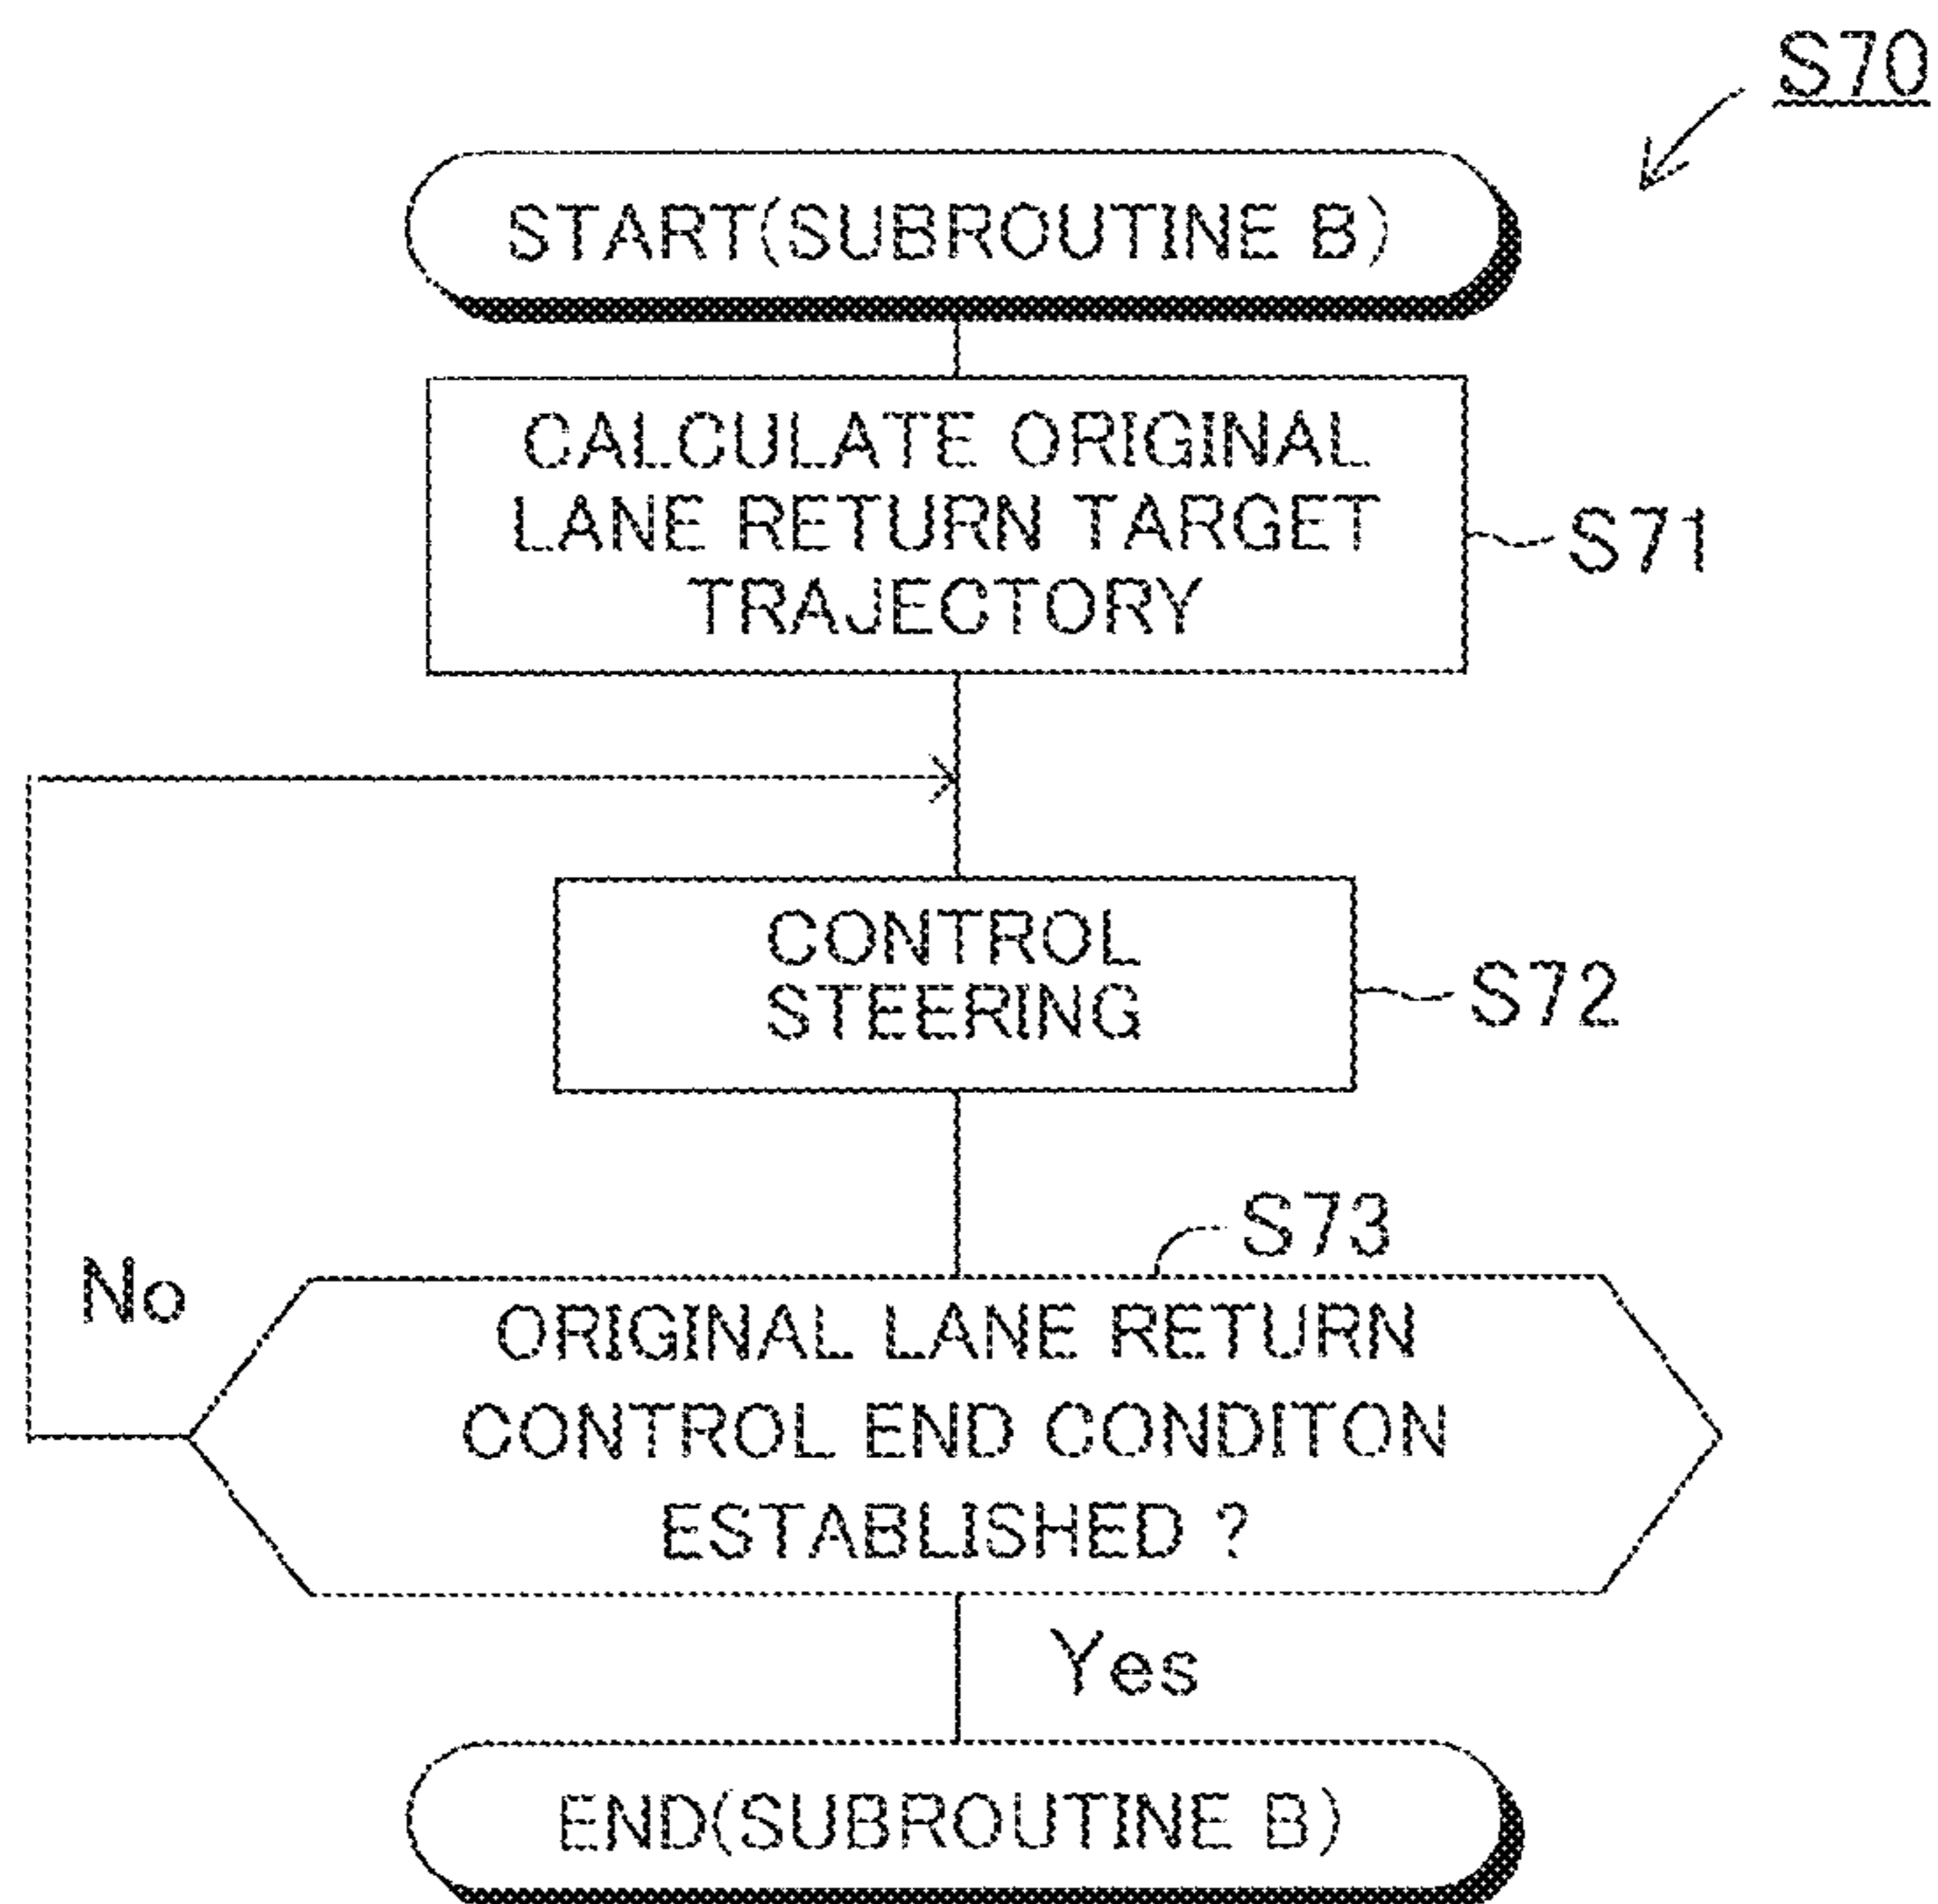 S70
START(SUBROUTINE B)
CALCULATE ORIGINAL
LANE RETURN TARGET
TRAJECTORY
S71
CONTROL
STEERING
S72
S73
No
ORIGINAL LANE RETURN
CONTROL END CONDITON
ESTABLISHED ?
Yes
END(SUBROUTINE B)